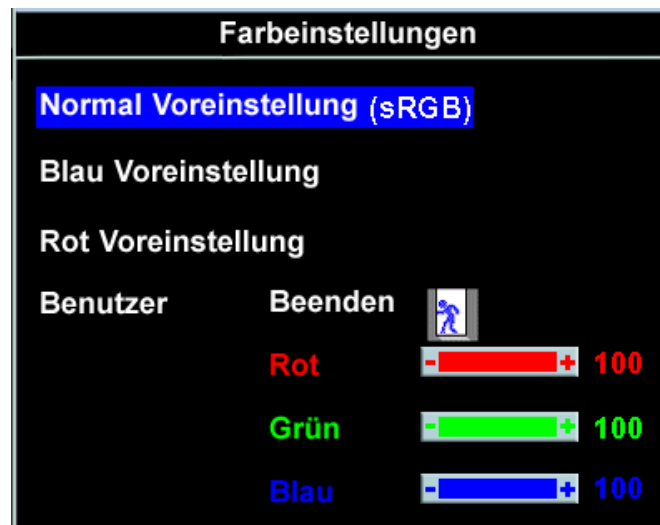 Farbeinstellungen
Normal Voreinstellung (sRGB)
Blau Voreinstellung
Rot Voreinstellung
Benutzer Beenden
Rot - + 100
Grün - + 100
Blau - + 100